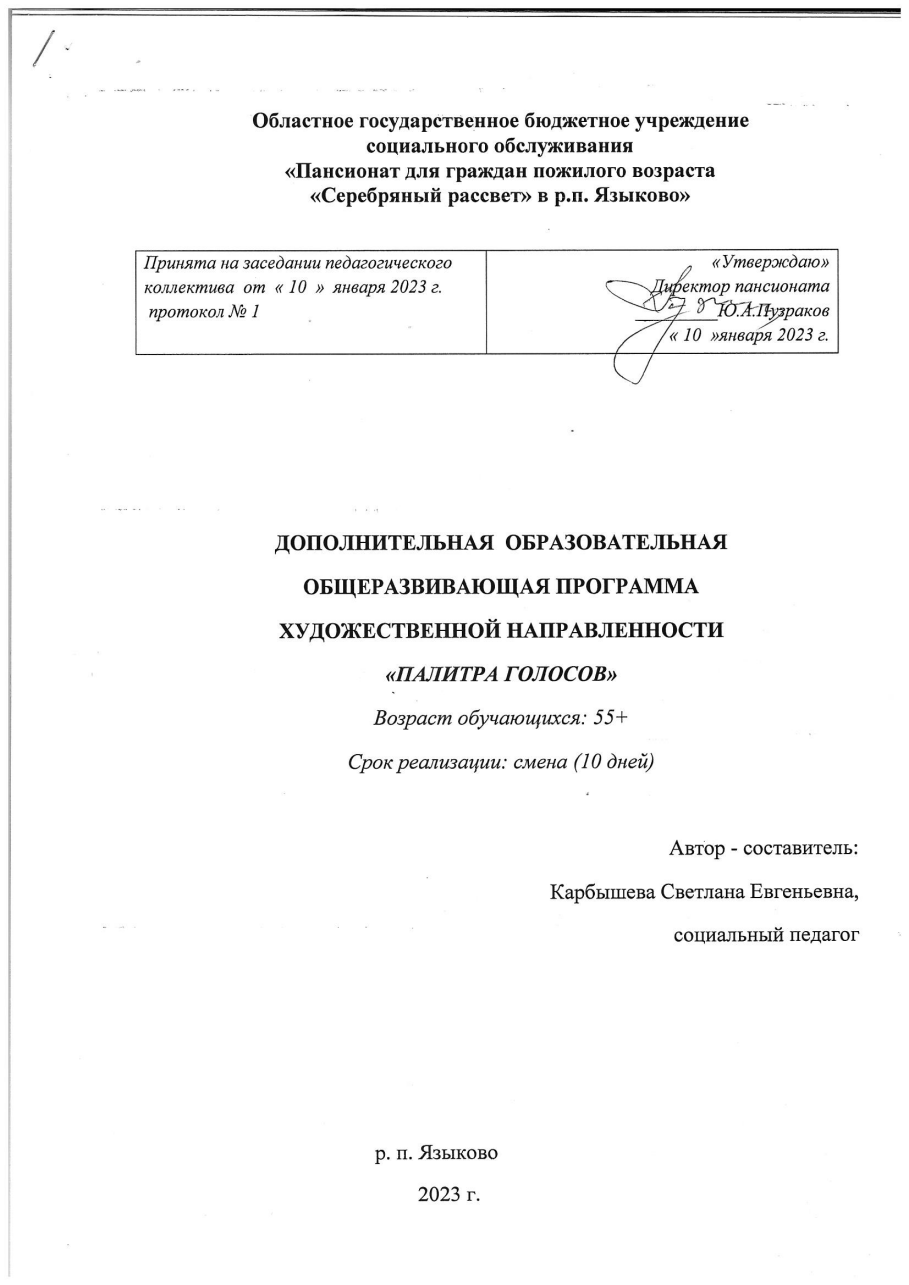 Областное государственное бюджетное учреждение
социального обслуживания
«Пансионат для граждан пожилого возраста
«Серебряный рассвет» в р.п. Языково»
Принята на заседании педагогического
коллектива от « 10 » января 2023 г.
протокол № 1
«Утверждаю»
Директор пансионата
__________Ю.А.Пузраков
« 10 »января 2023 г.
ДОПОЛНИТЕЛЬНАЯ ОБРАЗОВАТЕЛЬНАЯ
ОБЩЕРАЗВИВАЮЩАЯ ПРОГРАММА
ХУДОЖЕСТВЕННОЙ НАПРАВЛЕННОСТИ
«ПАЛИТРА ГОЛОСОВ»
Возраст обучающихся: 55+
Срок реализации: смена (10 дней)
Автор - составитель:
Карбышева Светлана Евгеньевна,
социальный педагог
р. п. Языково
2023 г.